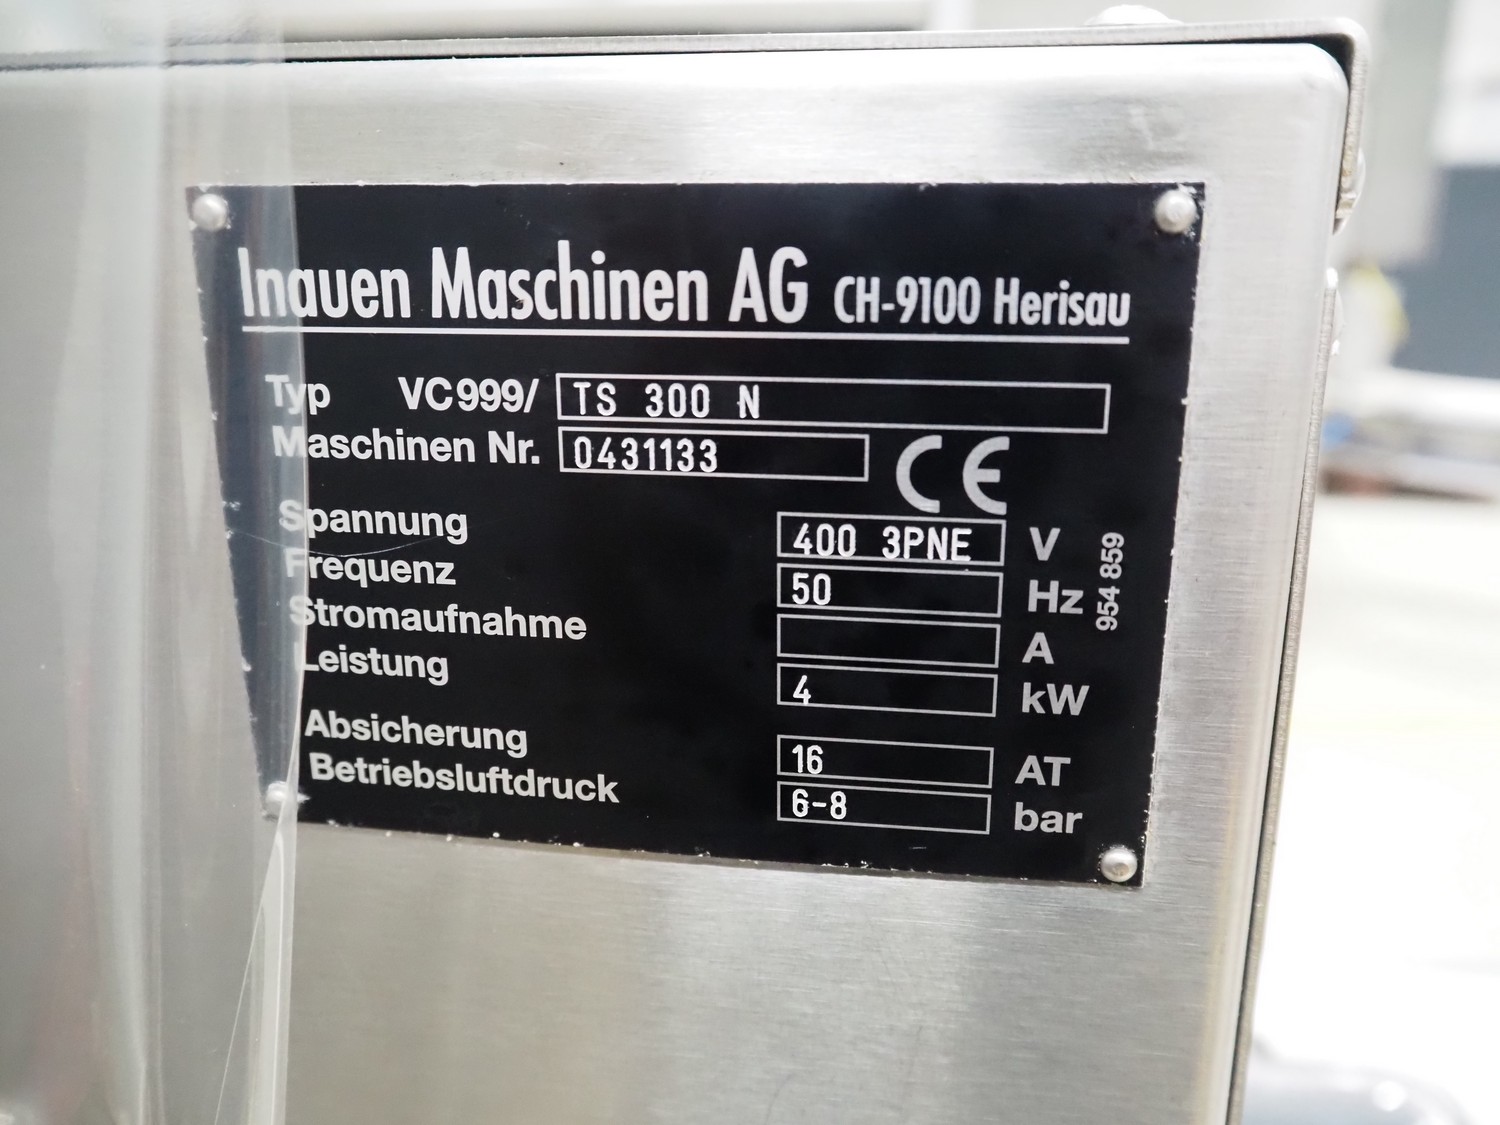 Inauen Maschinen AG CH-9100 Herisau
Typ VC999/ TS 300 N
Maschinen Nr. 0431133
CE
Spannung 400 3PNE V
Frequenz 50 Hz
Stromaufnahme A
Leistung 4 kW
Absicherung 16 AT
Betriebsluftdruck 6-8 bar
954 859